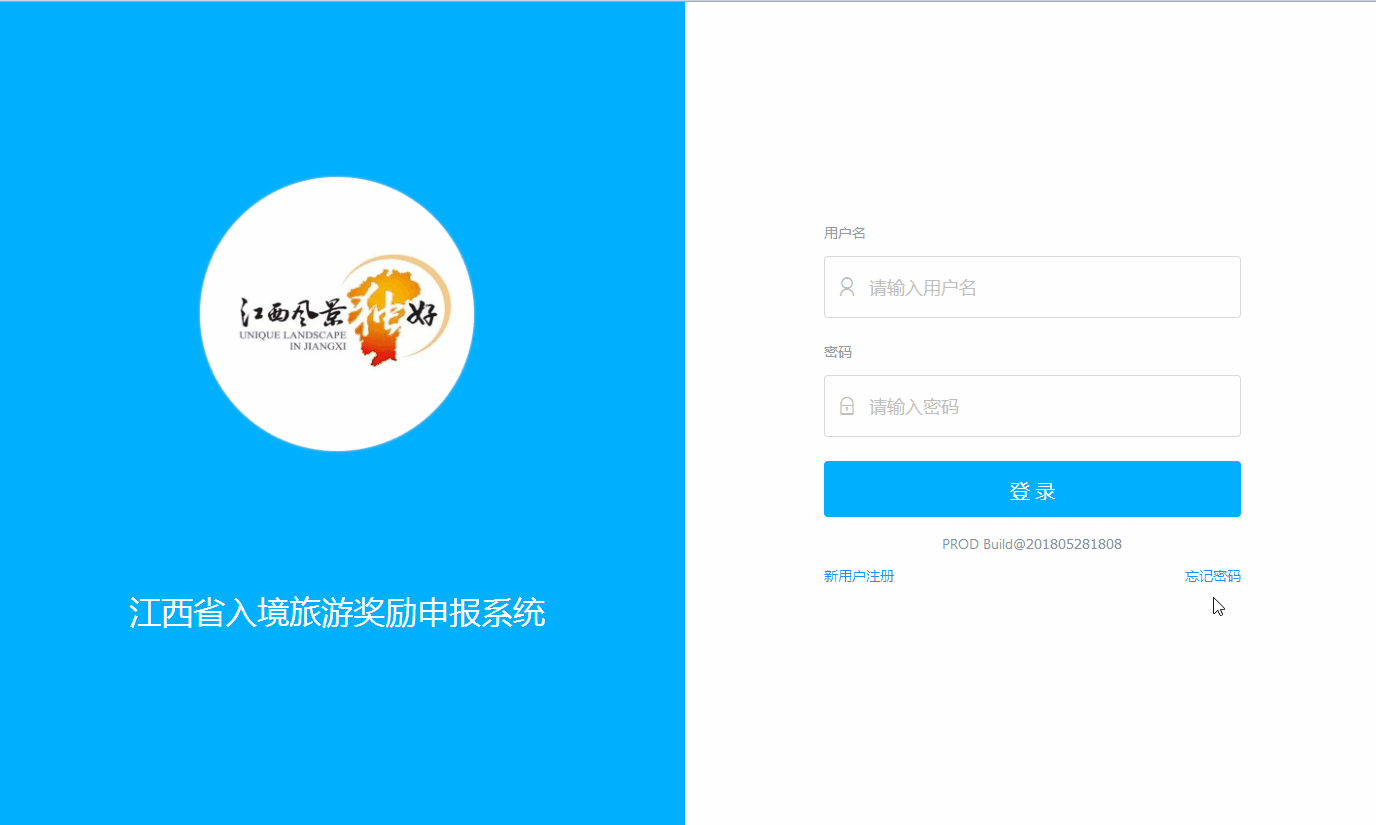 江西风景独好
UNIQUE LANDSCAPE
IN JIANGXI
江西省入境旅游奖励申报系统
用户名
请输入用户名
密码
请输入密码
登 录
PROD Build@201805281808
新用户注册
忘记密码